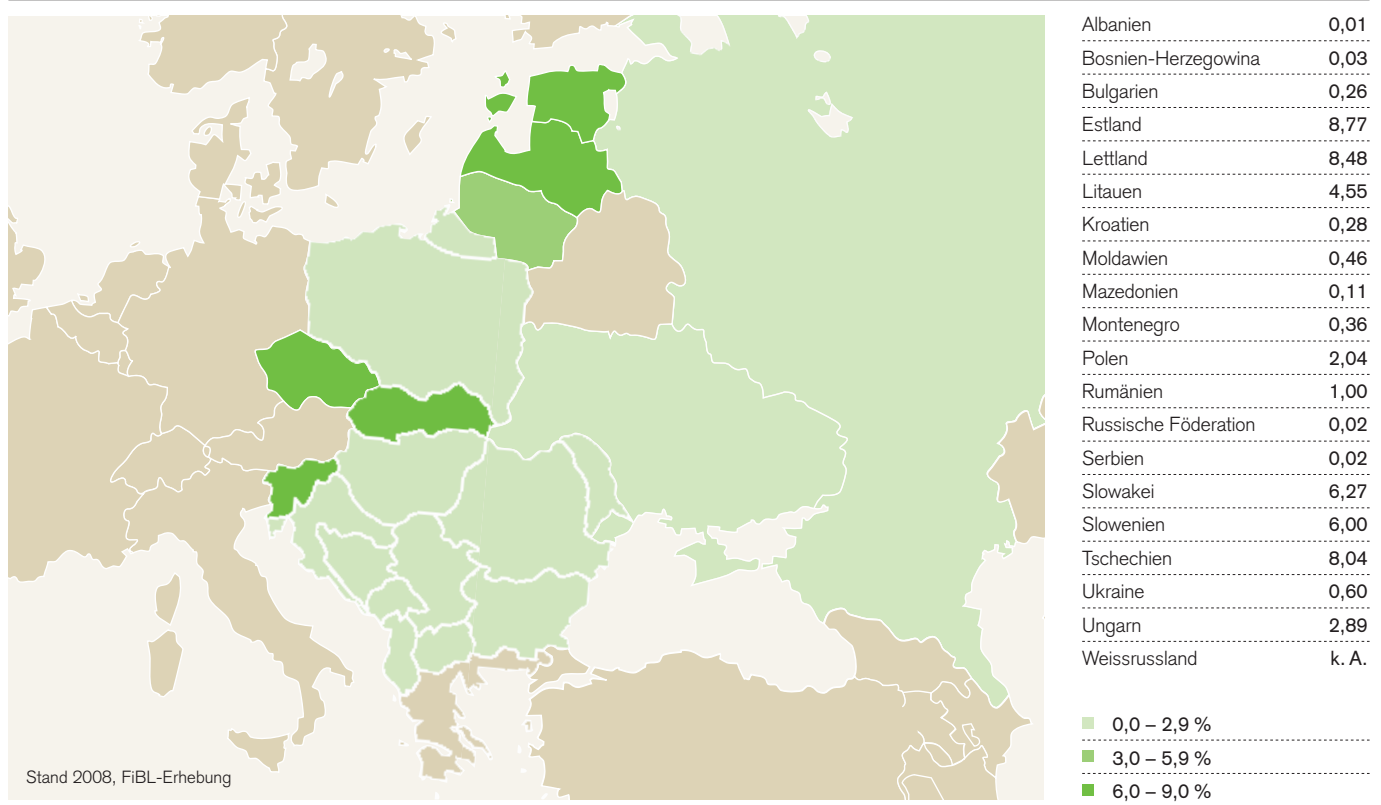 Albanien 0,01
Bosnien-Herzegowina 0,03
Bulgarien 0,26
Estland 8,77
Lettland 8,48
Litauen 4,55
Kroatien 0,28
Moldawien 0,46
Mazedonien 0,11
Montenegro 0,36
Polen 2,04
Rumänien 1,00
Russische Föderation 0,02
Serbien 0,02
Slowakei 6,27
Slowenien 6,00
Tschechien 8,04
Ukraine 0,60
Ungarn 2,89
Weissrussland k. A.
0,0 – 2,9 %
3,0 – 5,9 %
6,0 – 9,0 %
Stand 2008, FiBL-Erhebung